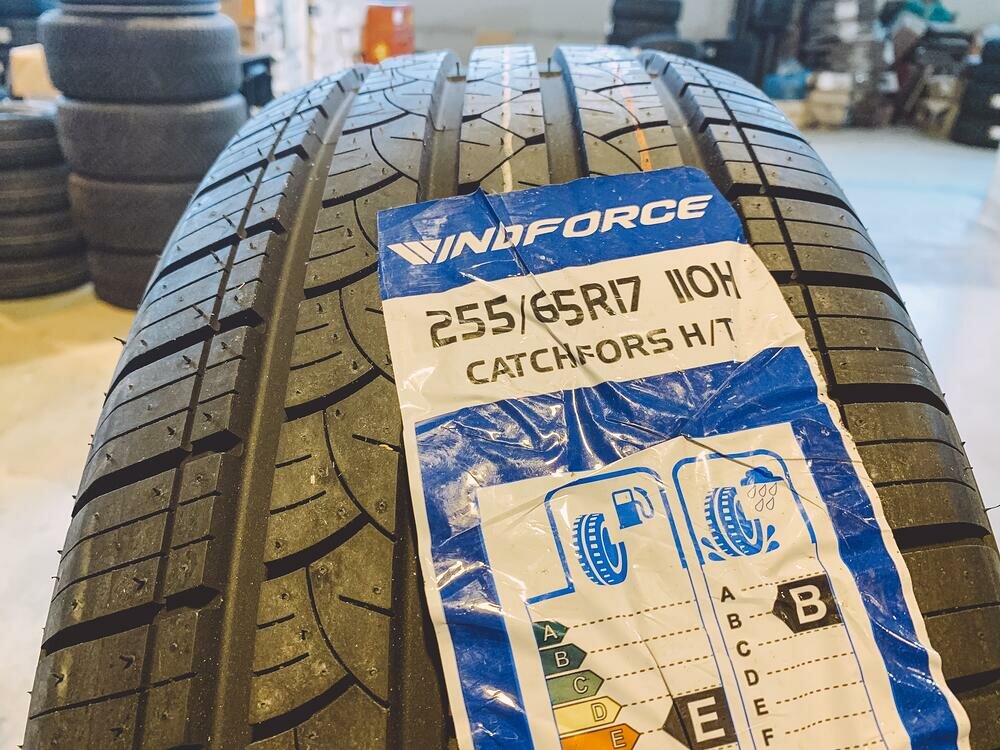 WINDFORCE
255/65R17 110H
CATCHFORS H/T
A
B
C
D
E
E
A
B
C
D
E
F
B